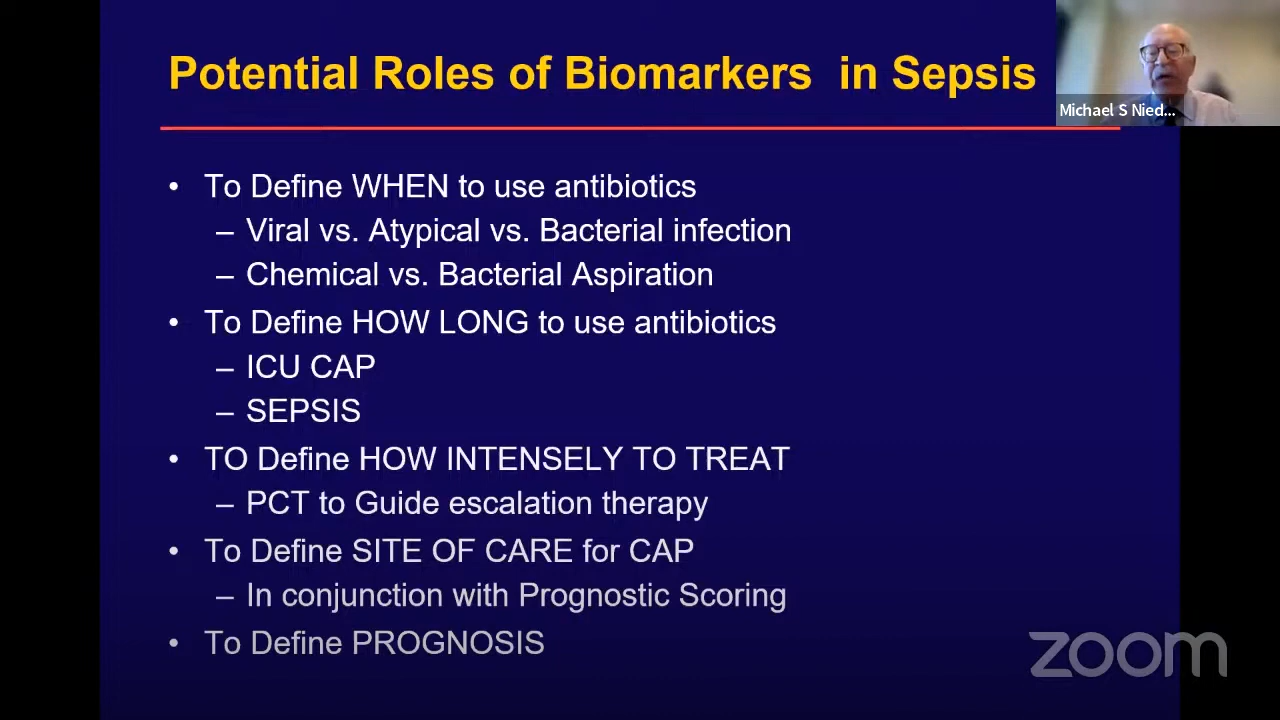 Potential Roles of Biomarkers in Sepsis
Michael S Nied...
• To Define WHEN to use antibiotics
– Viral vs. Atypical vs. Bacterial infection
– Chemical vs. Bacterial Aspiration
• To Define HOW LONG to use antibiotics
– ICU CAP
– SEPSIS
• TO Define HOW INTENSELY TO TREAT
– PCT to Guide escalation therapy
• To Define SITE OF CARE for CAP
– In conjunction with Prognostic Scoring
• To Define PROGNOSIS
zoom